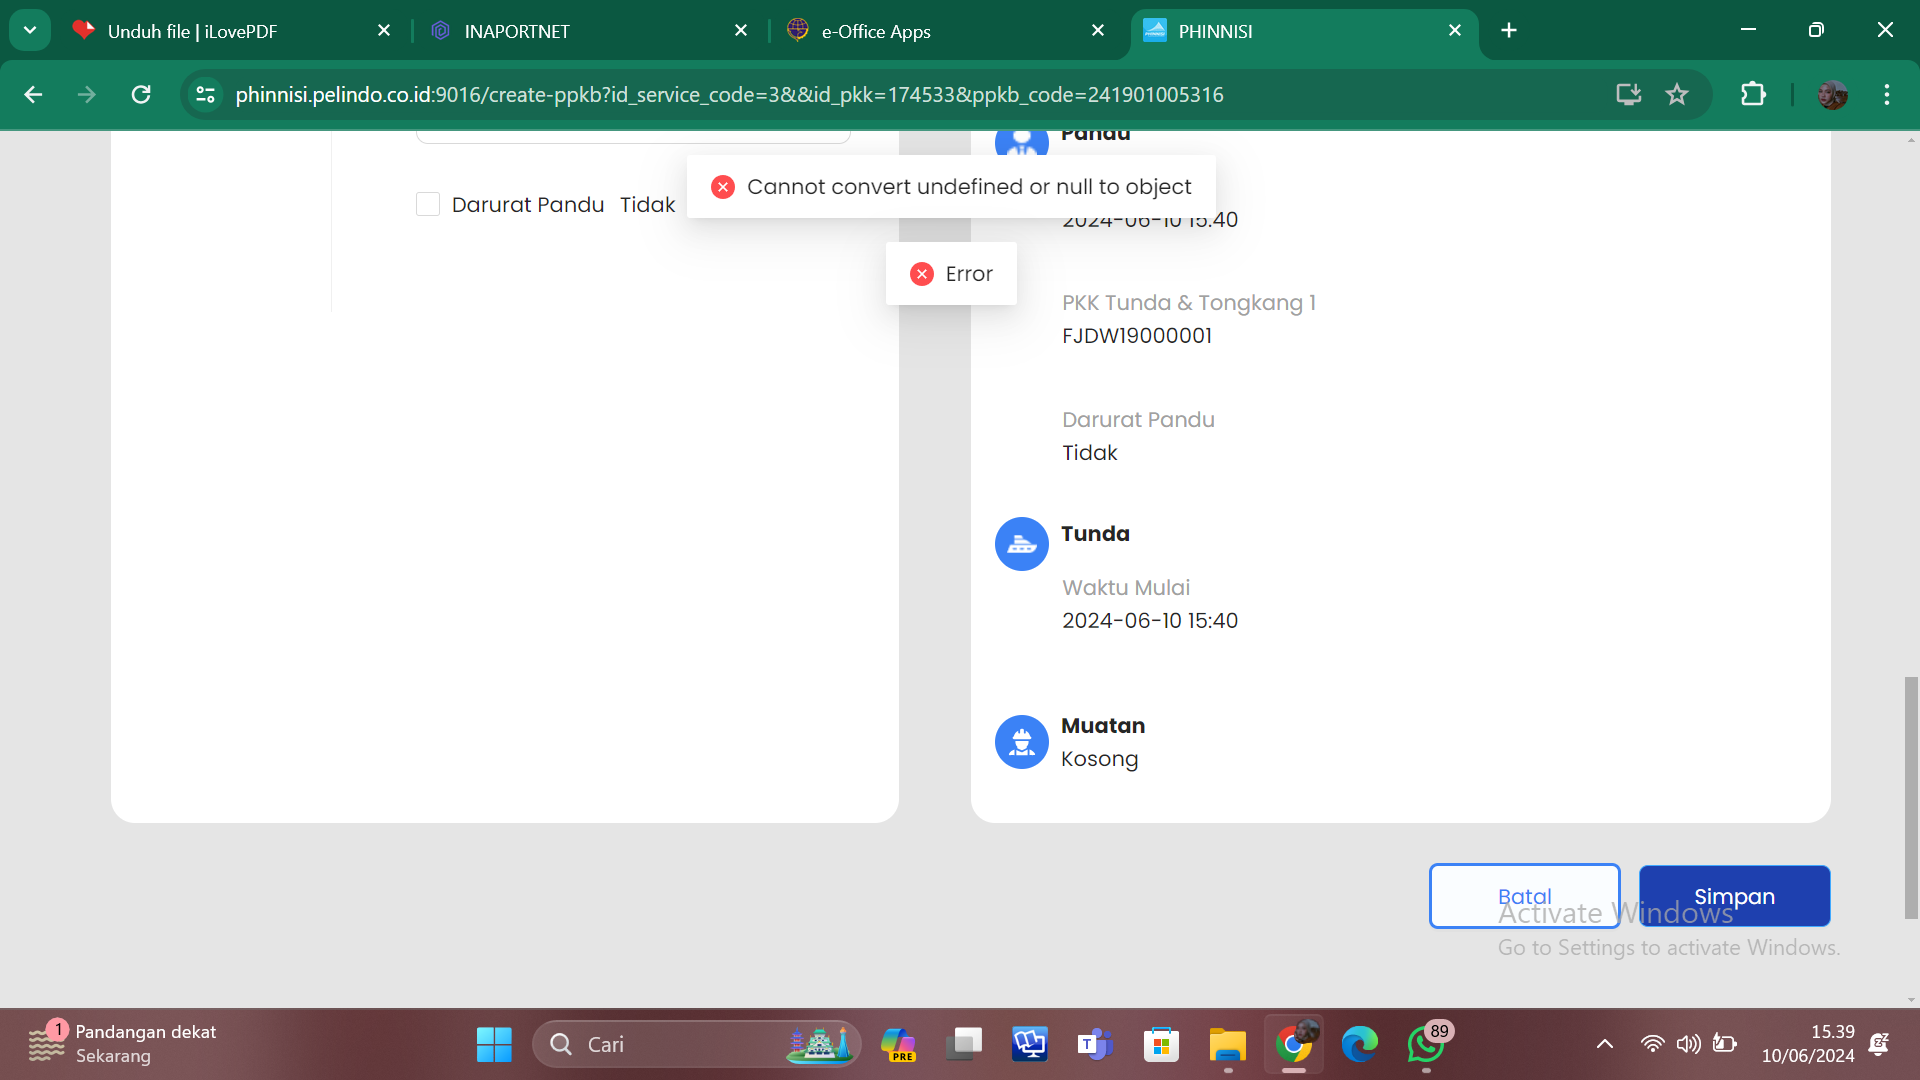 Unduh file | iLovePDF
INAPORTNET
e-Office Apps
PHINNISI
phinnisi.pelindo.co.id:9016/create-ppkb?id_service_code=3&&id_pkk=174533&ppkb_code=241901005316
Pandu
Cannot convert undefined or null to object
Darurat Pandu Tidak
2024-06-10 15:40
Error
PKK Tunda & Tongkang 1
FJDW19000001
Darurat Pandu
Tidak
Tunda
Waktu Mulai
2024-06-10 15:40
Muatan
Kosong
Batal
Simpan
Activate Windows
Go to Settings to activate Windows.
1
Pandangan dekat
Sekarang
Cari
PRE
T
89
15.39
10/06/2024